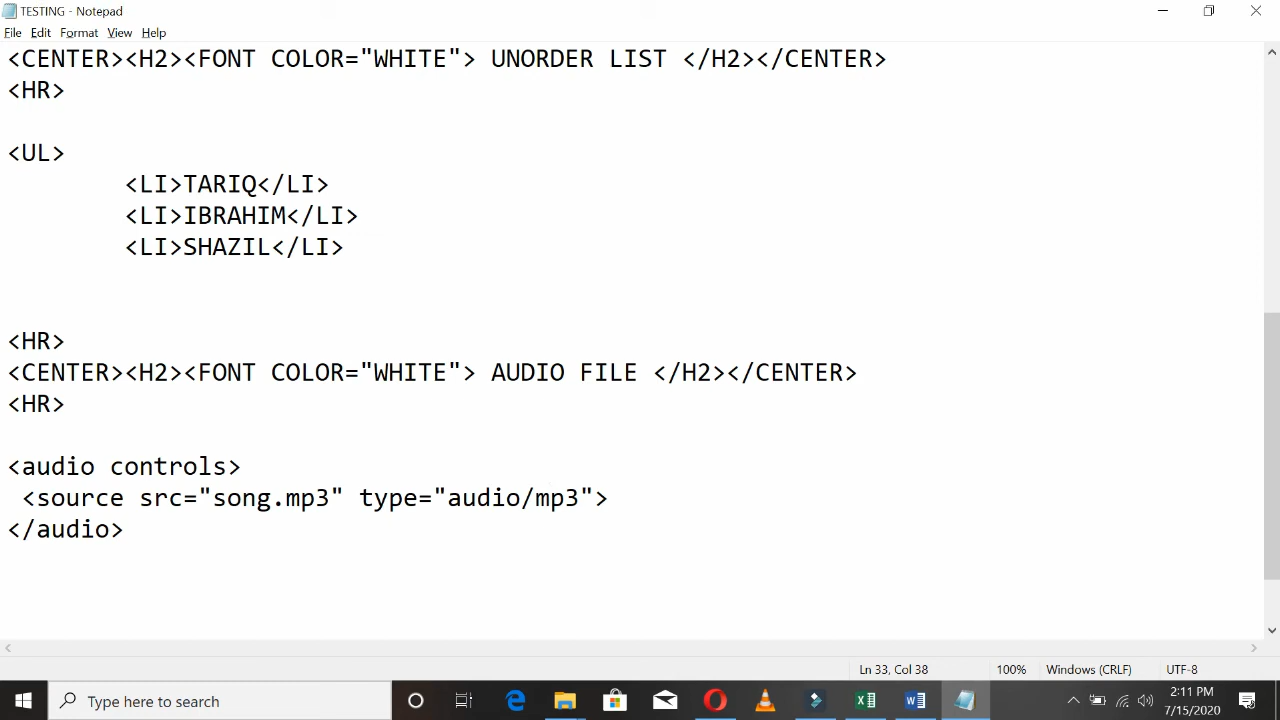 TESTING - Notepad
File Edit Format View Help
<CENTER><H2><FONT COLOR="WHITE"> UNORDER LIST </H2></CENTER>
<HR>
<UL>
<LI>TARIQ</LI>
<LI>IBRAHIM</LI>
<LI>SHAZIL</LI>
<HR>
<CENTER><H2><FONT COLOR="WHITE"> AUDIO FILE </H2></CENTER>
<HR>
<audio controls>
<source src="song.mp3" type="audio/mp3">
</audio>
Ln 33, Col 38 100% Windows (CRLF) UTF-8
Type here to search
2:11 PM
7/15/2020